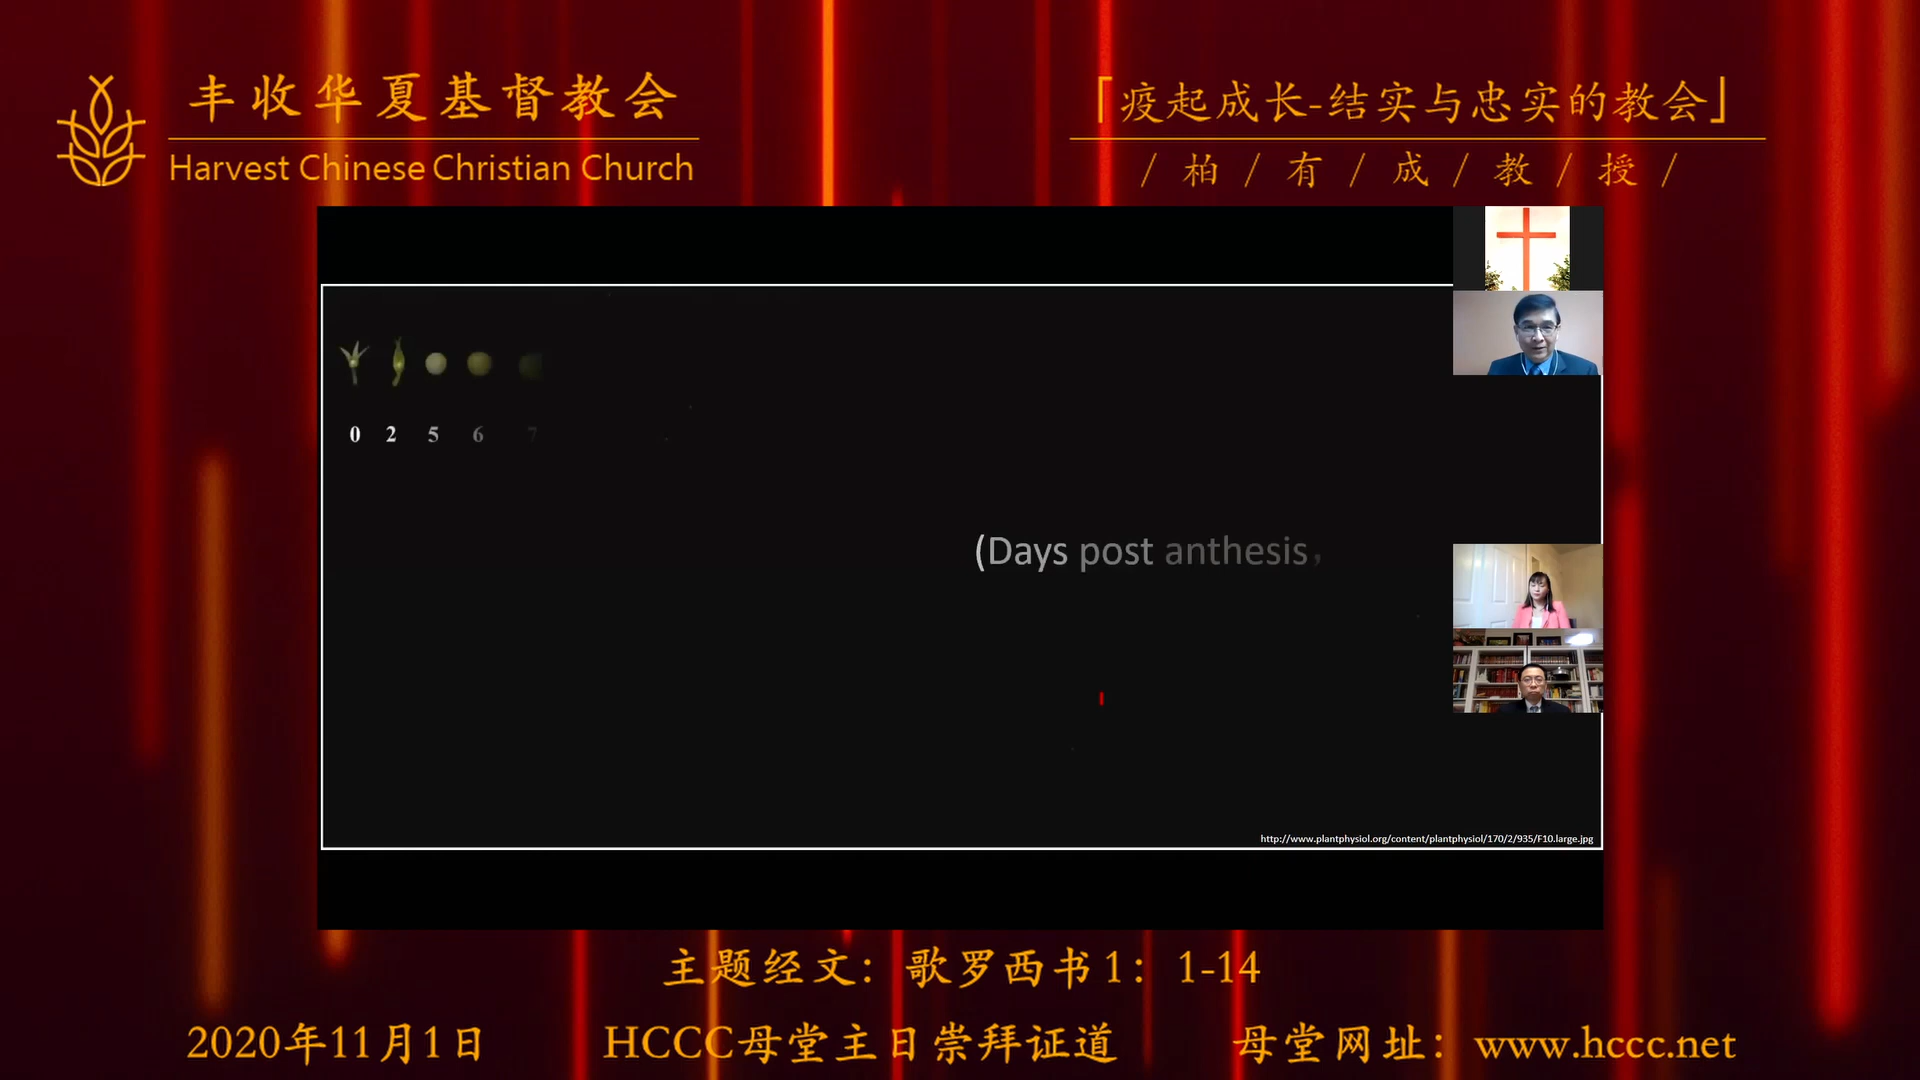 丰收华夏基督教会
Harvest Chinese Christian Church
「疫起成长-结实与忠实的教会」
/ 柏 / 有 / 成 / 教 / 授 /
0 2 5 6 7
(Days post anthesis,
http://www.plantphysiol.org/content/plantphysiol/170/2/935/F10.large.jpg
主题经文：歌罗西书1：1-14
2020年11月1日
HCCC母堂主日崇拜证道
母堂网址：www.hccc.net